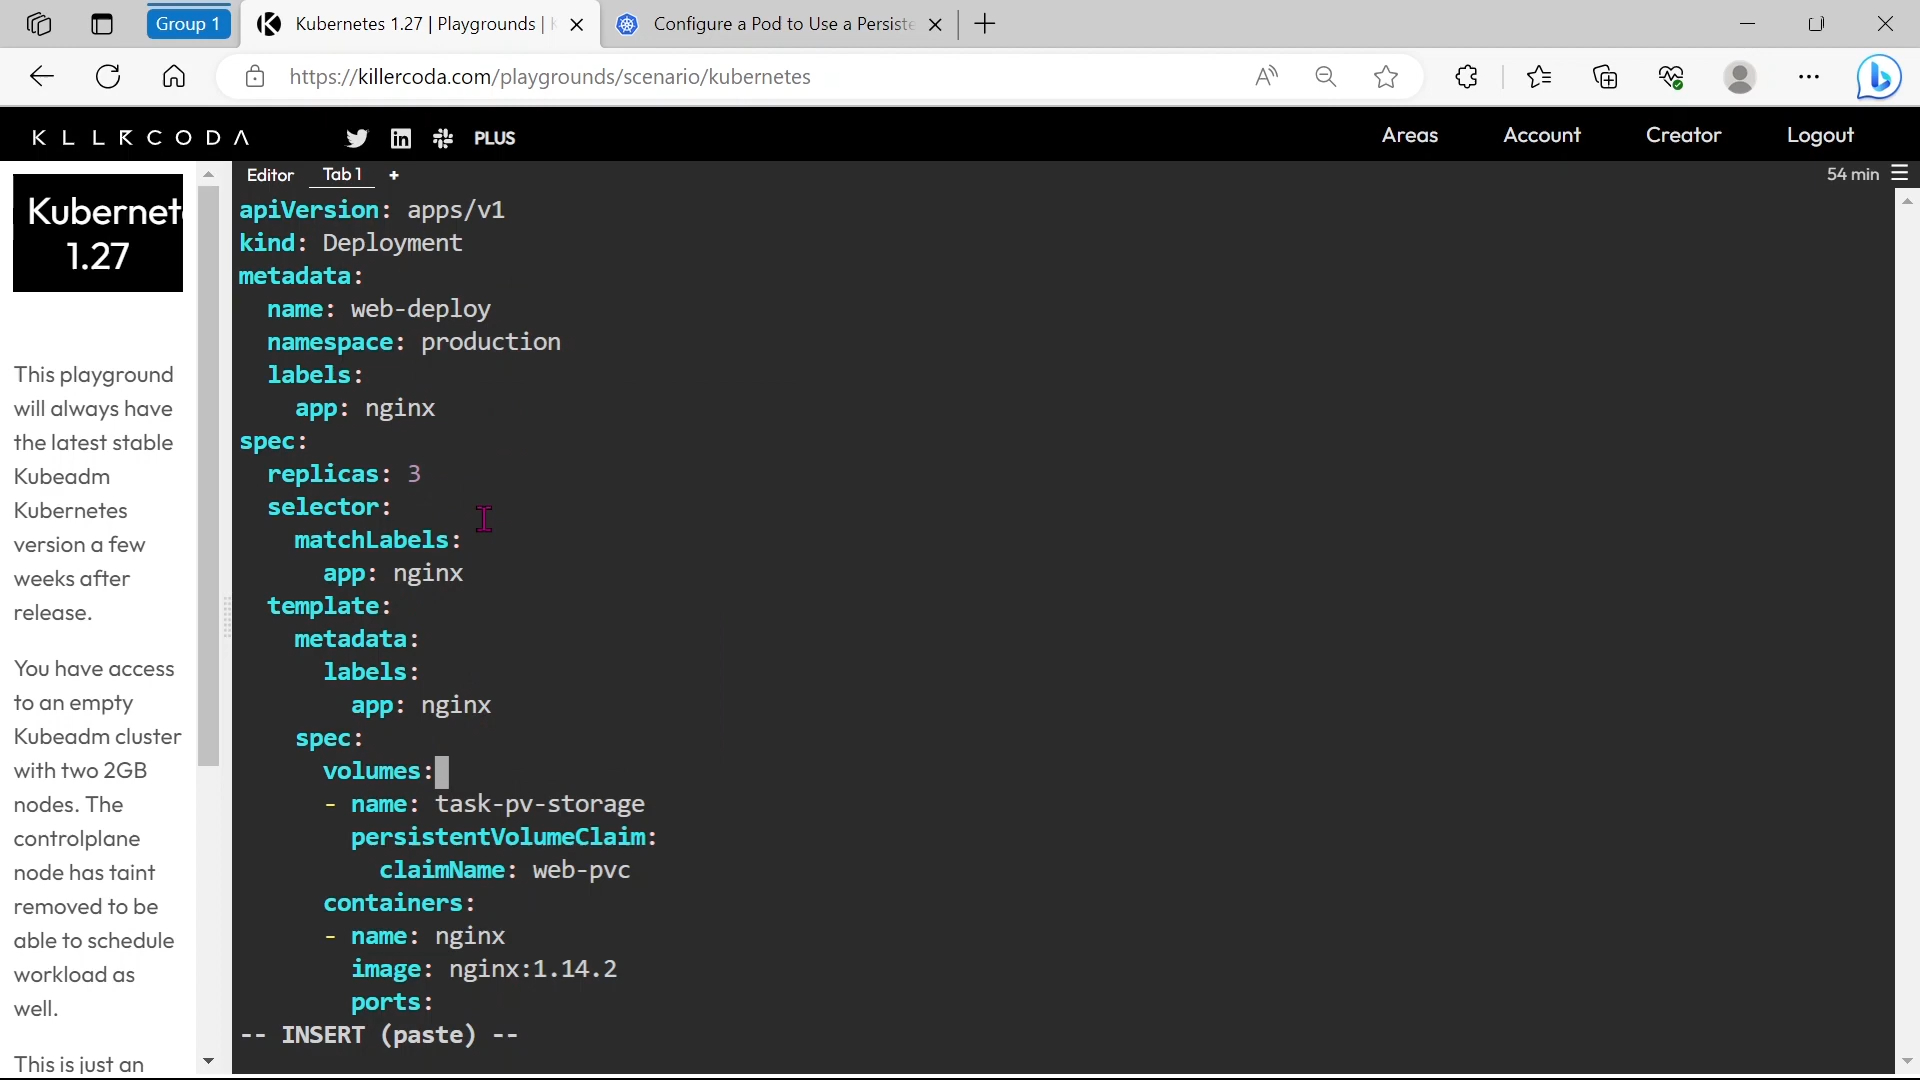 Group 1
Kubernetes 1.27 | Playgrounds |
Configure a Pod to Use a Persiste
https://killercoda.com/playgrounds/scenario/kubernetes
KLLRCODA
PLUS
Areas
Account
Creator
Logout
Kubernet
1.27
This playground
will always have
the latest stable
Kubeadm
Kubernetes
version a few
weeks after
release.
You have access
to an empty
Kubeadm cluster
with two 2GB
nodes. The
controlplane
node has taint
removed to be
able to schedule
workload as
well.
This is just an
Editor
Tab 1
+
54 min
apiVersion: apps/v1
kind: Deployment
metadata:
  name: web-deploy
  namespace: production
  labels:
    app: nginx
spec:
  replicas: 3
  selector:
    matchLabels:
      app: nginx
  template:
    metadata:
      labels:
        app: nginx
    spec:
      volumes:
      - name: task-pv-storage
        persistentVolumeClaim:
          claimName: web-pvc
      containers:
      - name: nginx
        image: nginx:1.14.2
        ports:
-- INSERT (paste) --